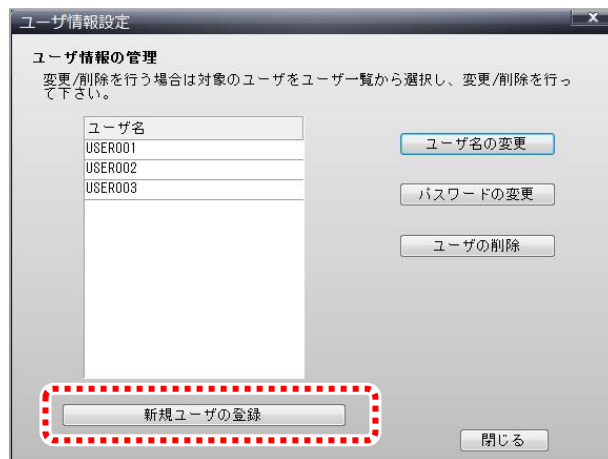 ユーザ情報設定
x
ユーザ情報の管理
変更/削除を行う場合は対象のユーザをユーザ一覧から選択し、変更/削除を行っ
て下さい。
ユーザ名
USER001
USER002
USER003
ユーザ名の変更
パスワードの変更
ユーザの削除
新規ユーザの登録
閉じる